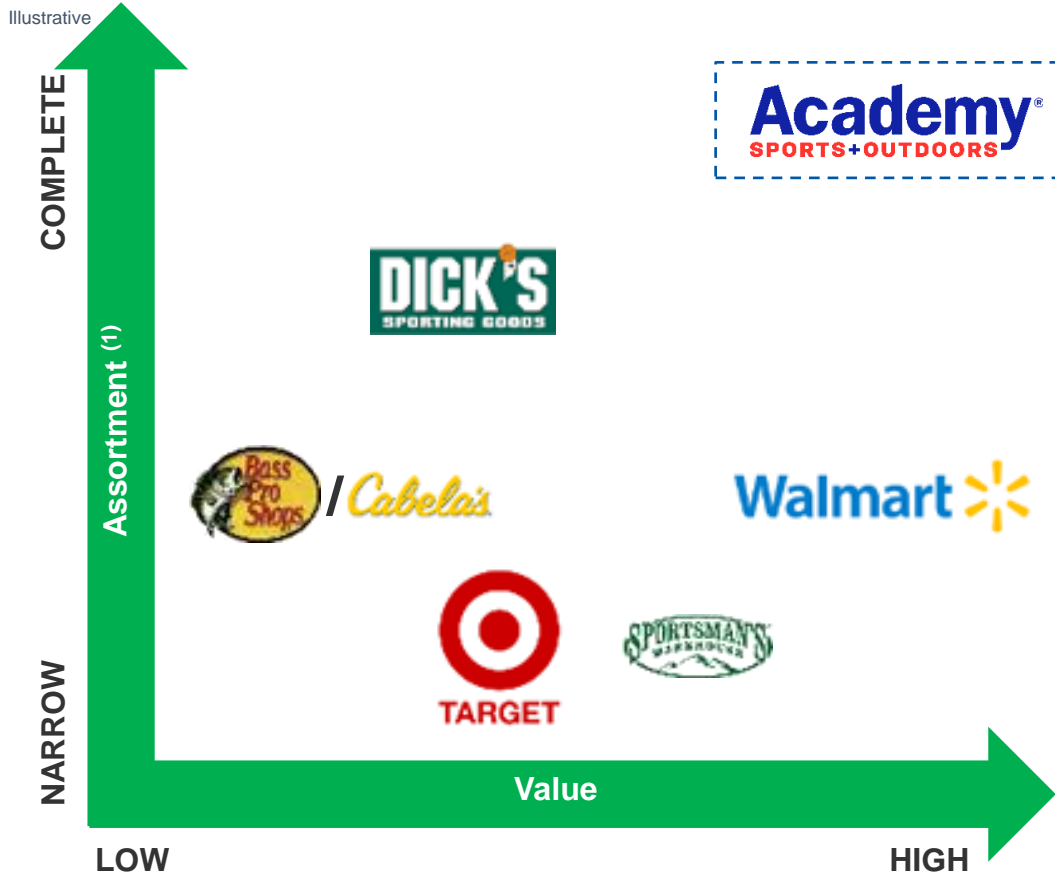 Illustrative
COMPLETE
Academy®
SPORTS+OUTDOORS
DICK'S
SPORTING GOODS
Assortment (1)
Bass
Pro
Shops
/ Cabela's
Walmart
SPORTSMAN'S
WAREHOUSE
TARGET
NARROW
Value
LOW
HIGH